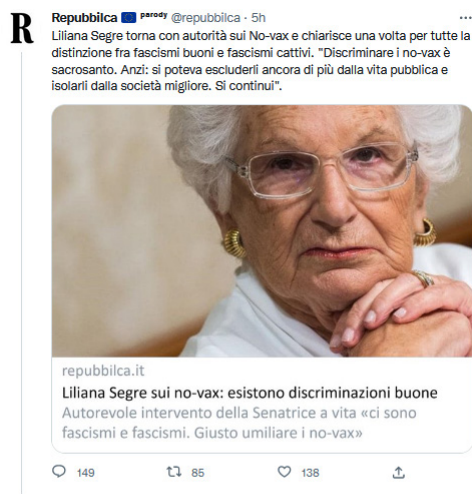 R Repubbilca 🇪🇺 parody @repubbilca · 5h ...
Liliana Segre torna con autorità sui No-vax e chiarisce una volta per tutte la
distinzione fra fascismi buoni e fascismi cattivi. "Discriminare i no-vax è
sacrosanto. Anzi: si poteva escluderli ancora di più dalla vita pubblica e
isolarli dalla società migliore. Si continui".
repubbilca.it
Liliana Segre sui no-vax: esistono discriminazioni buone
Autorevole intervento della Senatrice a vita «ci sono
fascismi e fascismi. Giusto umiliare i no-vax»
149 85 138